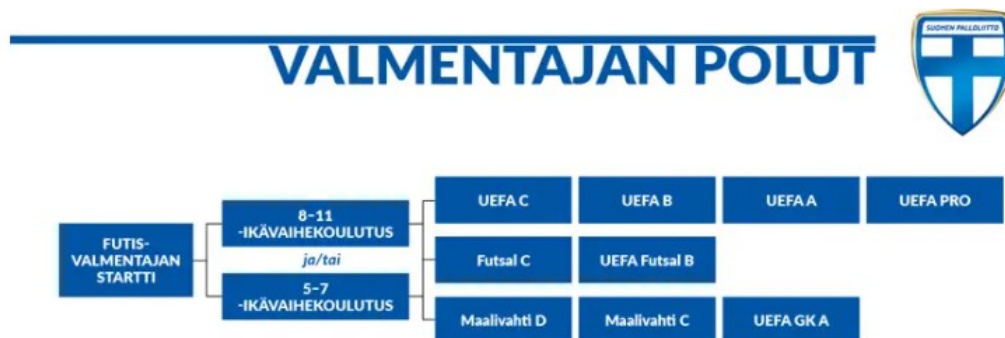 SUOMEN PALLOLIITTO
VALMENTAJAN POLUT
FUTIS-
VALMENTAJAN
STARTTI
8–11
-IKÄVAIHEKOULUTUS
ja/tai
5–7
-IKÄVAIHEKOULUTUS
UEFA C
UEFA B
UEFA A
UEFA PRO
Futsal C
UEFA Futsal B
Maalivahti D
Maalivahti C
UEFA GK A